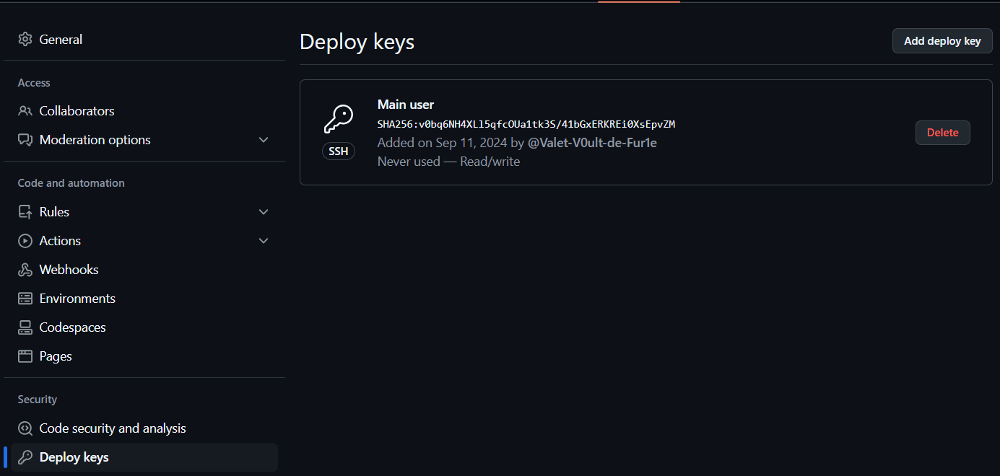 General
Access
Collaborators
Moderation options
Code and automation
Rules
Actions
Webhooks
Environments
Codespaces
Pages
Security
Code security and analysis
Deploy keys
Deploy keys
Add deploy key
Main user
SHA256:v0bq6NH4XLl5qfcOUa1tk3S/41bGxERKREi0XsEpvZM
Added on Sep 11, 2024 by @Valet-V0ult-de-Fur1e
Never used — Read/write
SSH
Delete